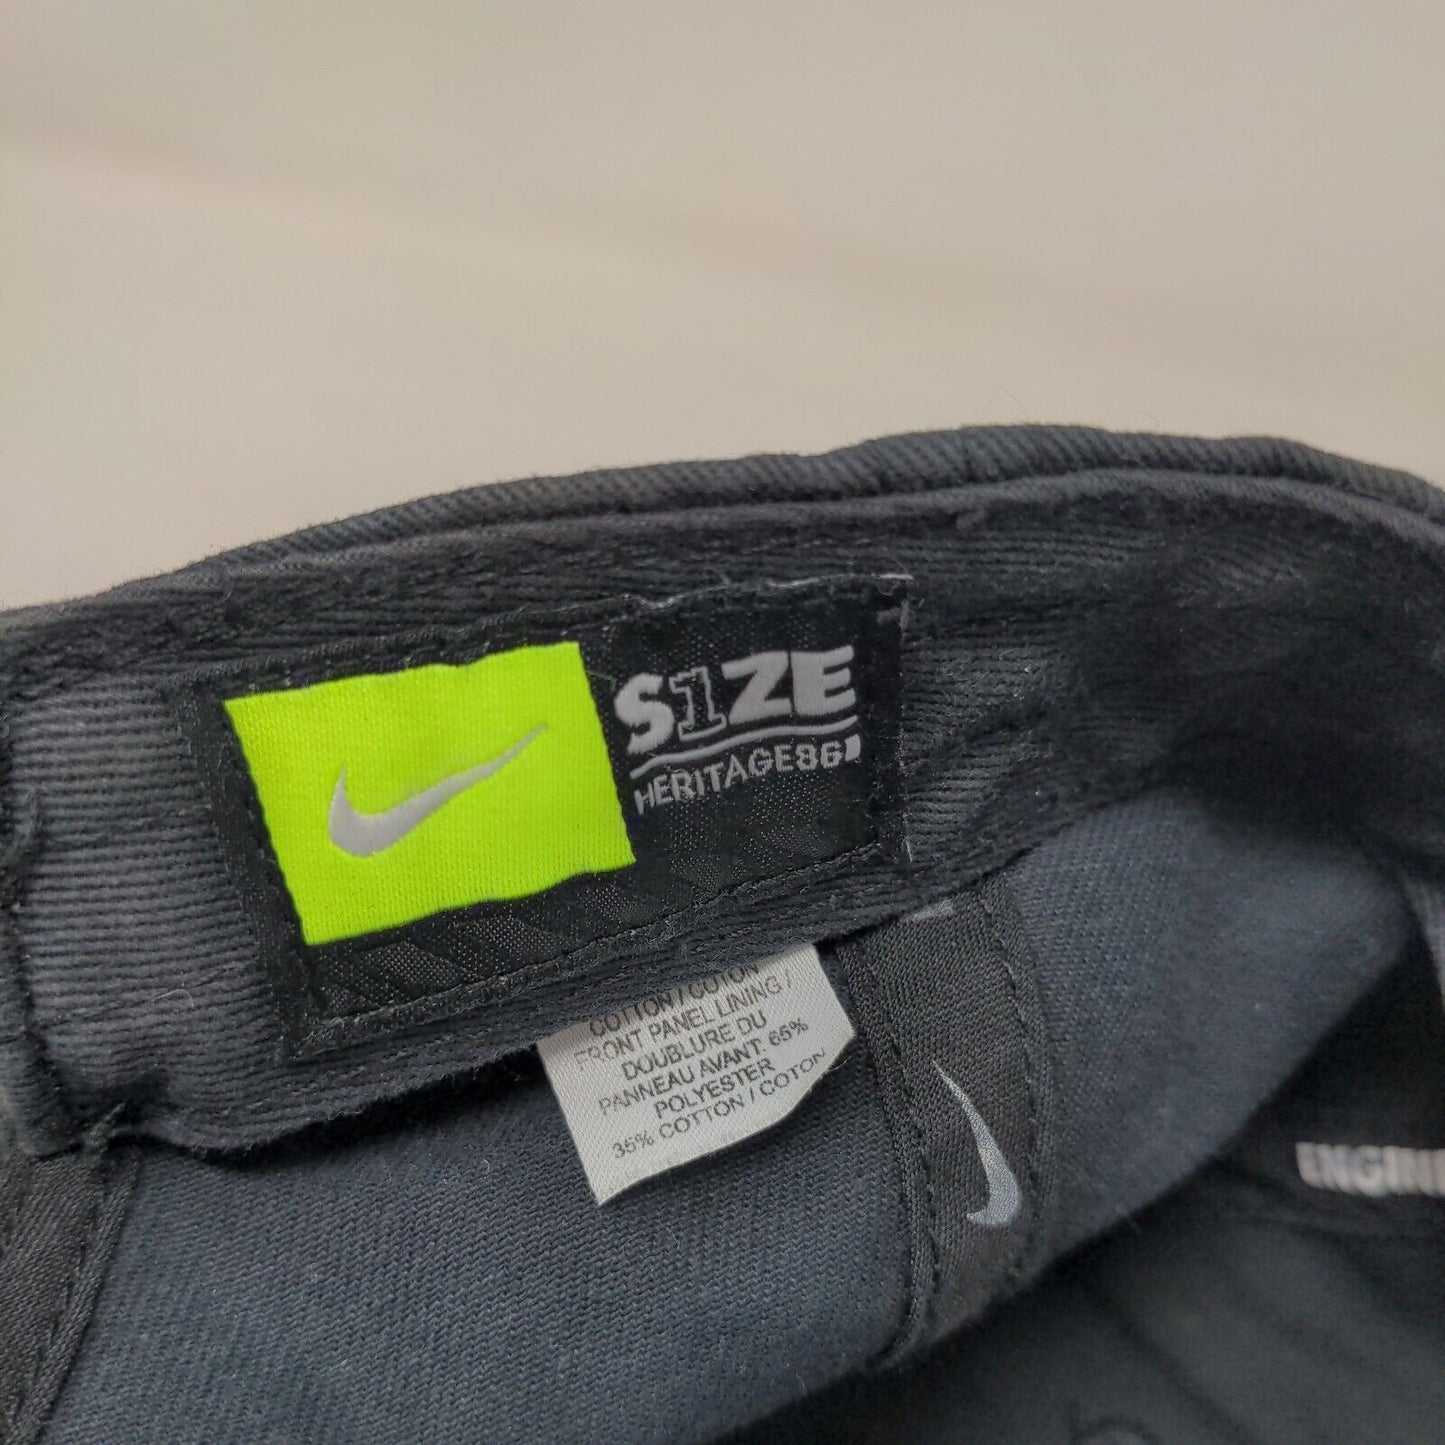 S1ZE
HERITAGE86
COTTON / COTON
FRONT PANEL LINING /
DOUBLURE DU
PANNEAU AVANT 65%
POLYESTER
35% COTTON / COTON